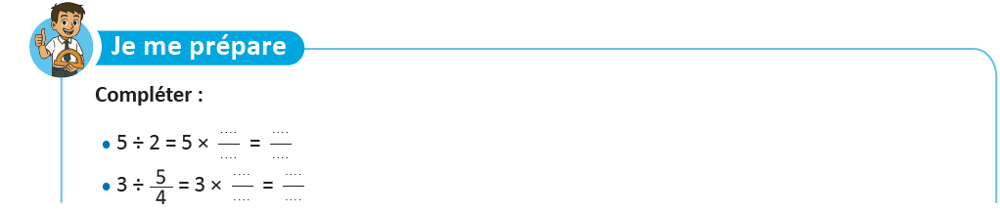 Je me prépare
Compléter :
• 5 ÷ 2 = 5 × ..../.... = ..../....
• 3 ÷ 5/4 = 3 × ..../.... = ..../....